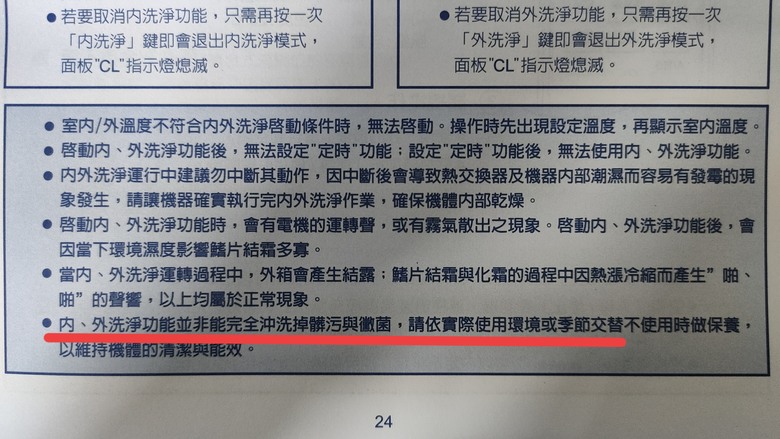 ●若要取消內洗淨功能，只需再按一次
「內洗淨」鍵即會退出內洗淨模式，
面板"CL"指示燈熄滅。
●若要取消外洗淨功能，只需再按一次
「外洗淨」鍵即會退出外洗淨模式，
面板"CL"指示燈熄滅。
●室內/外溫度不符合內外洗淨啓動條件時，無法啓動。操作時先出現設定溫度，再顯示室內溫度。
●啓動內、外洗淨功能後，無法設定"定時"功能；設定"定時"功能後，無法使用內、外洗淨功能。
●內外洗淨運行中建議勿中斷其動作，因中斷後會導致熱交換器及機器內部潮濕而容易有發霉的現
象發生，請讓機器確實執行完內外洗淨作業，確保機體內部乾燥。
●啓動內、外洗淨功能時，會有電機的運轉聲，或有霧氣散出之現象。啓動內、外洗淨功能後，會
因當下環境濕度影響鰭片結霜多寡。
●當內、外洗淨運轉過程中，外箱會產生結露；鰭片結霜與化霜的過程中因熱漲冷縮而產生”啪、
啪”的聲響，以上均屬於正常現象。
●內、外洗淨功能並非能完全沖洗掉髒污與黴菌，請依實際使用環境或季節交替不使用時做保養，
以維持機體的清潔與能效。
24